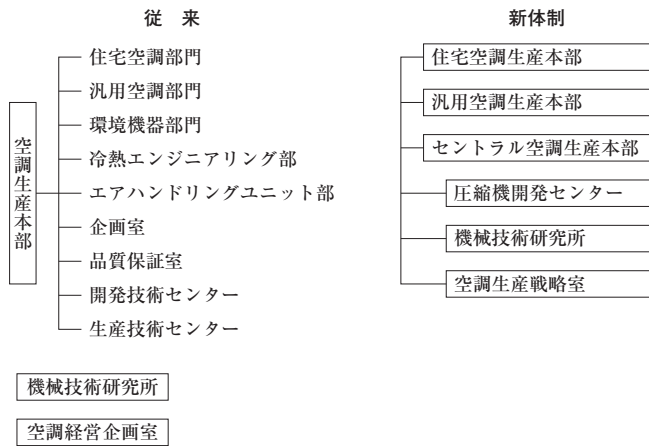 従　来
空調生産本部
住宅空調部門
汎用空調部門
環境機器部門
冷熱エンジニアリング部
エアハンドリングユニット部
企画室
品質保証室
開発技術センター
生産技術センター
機械技術研究所
空調経営企画室
新体制
住宅空調生産本部
汎用空調生産本部
セントラル空調生産本部
圧縮機開発センター
機械技術研究所
空調生産戦略室